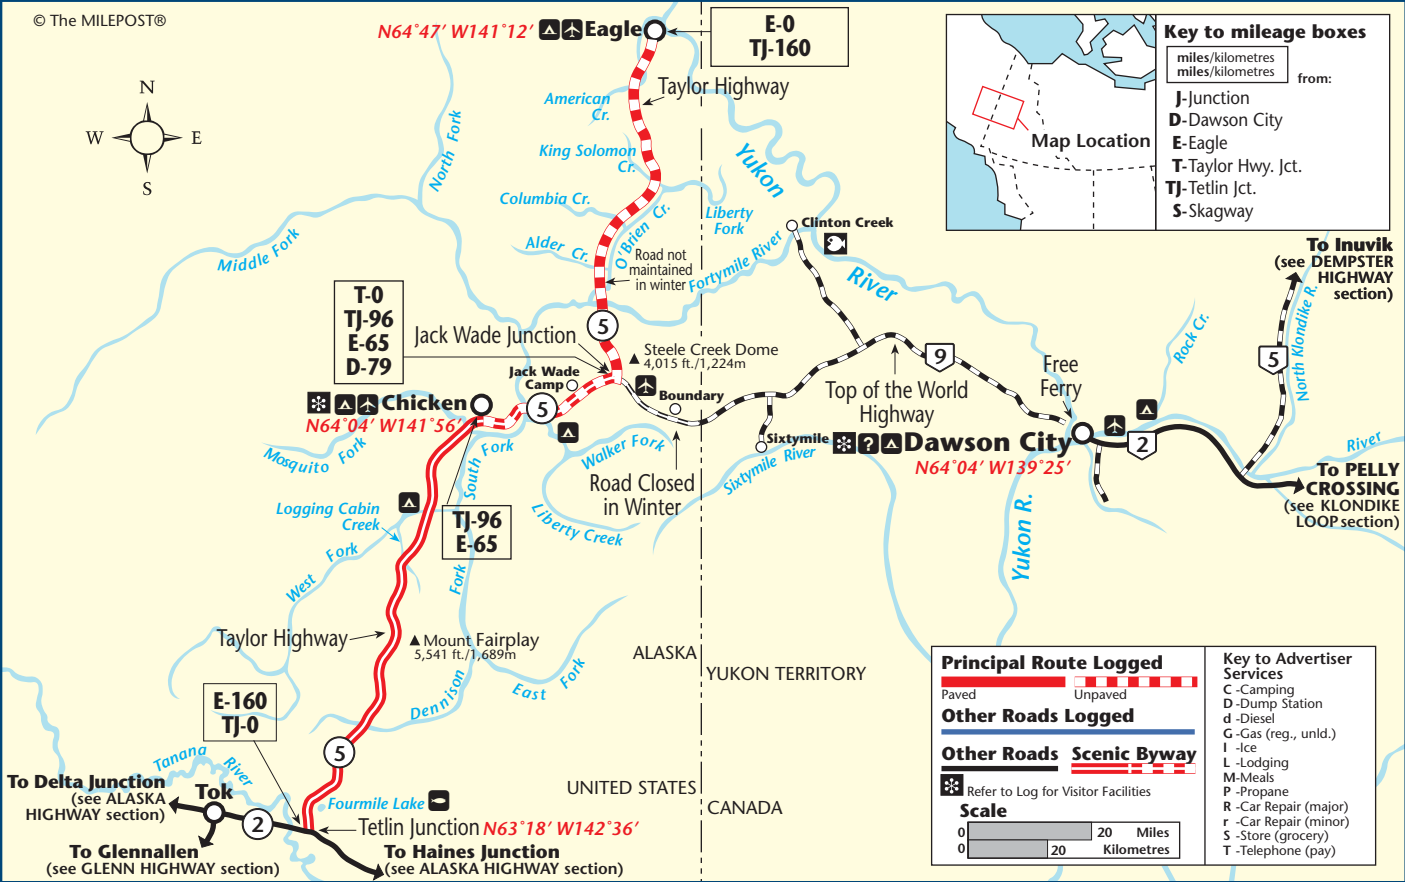 © The MILEPOST®
N64°47′ W141°12′
Eagle
E-0
TJ-160
Taylor Highway
Key to mileage boxes
miles/kilometres
miles/kilometres
from:
J-Junction
D-Dawson City
E-Eagle
T-Taylor Hwy. Jct.
TJ-Tetlin Jct.
S-Skagway
Map Location
N
W
E
S
American
Cr.
King Solomon
Cr.
North Fork
Columbia Cr.
O'Brien Cr.
Alder Cr.
Middle Fork
Yukon
River
Liberty
Fork
Fortymile River
Clinton Creek
Road not
maintained
in winter
To Inuvik
(see DEMPSTER
HIGHWAY
section)
North Klondike R.
Rock Cr.
T-0
TJ-96
E-65
D-79
Jack Wade Junction
5
Steele Creek Dome
4,015 ft./1,224m
9
5
Free
Ferry
Jack Wade
Camp
Boundary
Top of the World
Highway
Chicken
N64°04′ W141°56′
5
Mosquito Fork
South Fork
Walker Fork
Sixtymile
Sixtymile River
?
Dawson City
N64°04′ W139°25′
2
River
To PELLY
CROSSING
(see KLONDIKE
LOOP section)
Road Closed
in Winter
Logging Cabin
Creek
TJ-96
E-65
Liberty Creek
Yukon R.
West Fork
Taylor Highway
Mount Fairplay
5,541 ft./1,689m
Dennison Fork
East Fork
ALASKA
YUKON TERRITORY
E-160
TJ-0
5
Tanana
River
To Delta Junction
(see ALASKA
HIGHWAY section)
Tok
2
Fourmile Lake
Tetlin Junction
N63°18′ W142°36′
To Glennallen
(see GLENN HIGHWAY section)
To Haines Junction
(see ALASKA HIGHWAY section)
UNITED STATES
CANADA
Principal Route Logged
Paved
Unpaved
Other Roads Logged
Other Roads
Scenic Byway
Refer to Log for Visitor Facilities
Scale
0
20
Miles
0
20
Kilometres
Key to Advertiser
Services
C -Camping
D -Dump Station
d -Diesel
G -Gas (reg., unld.)
I -Ice
L -Lodging
M-Meals
P -Propane
R -Car Repair (major)
r -Car Repair (minor)
S -Store (grocery)
T -Telephone (pay)